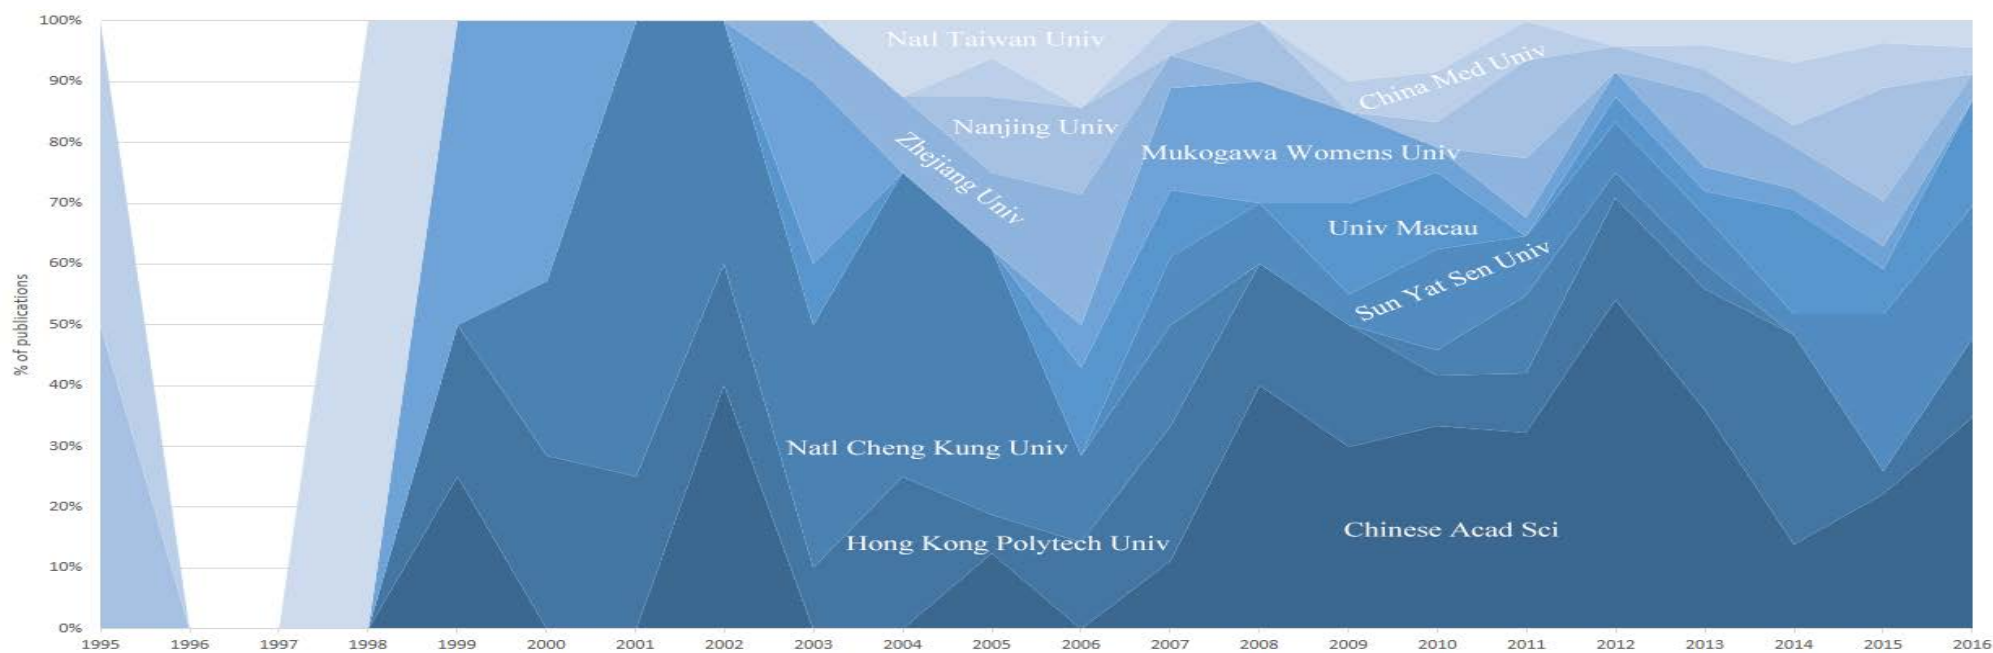 100%
90%
80%
70%
60%
50%
40%
30%
20%
10%
0%
% of publications
Natl Taiwan Univ
China Med Univ
Nanjing Univ
Zhejiang Univ
Mukogawa Womens Univ
Univ Macau
Sun Yat Sen Univ
Natl Cheng Kung Univ
Hong Kong Polytech Univ
Chinese Acad Sci
1995 1996 1997 1998 1999 2000 2001 2002 2003 2004 2005 2006 2007 2008 2009 2010 2011 2012 2013 2014 2015 2016